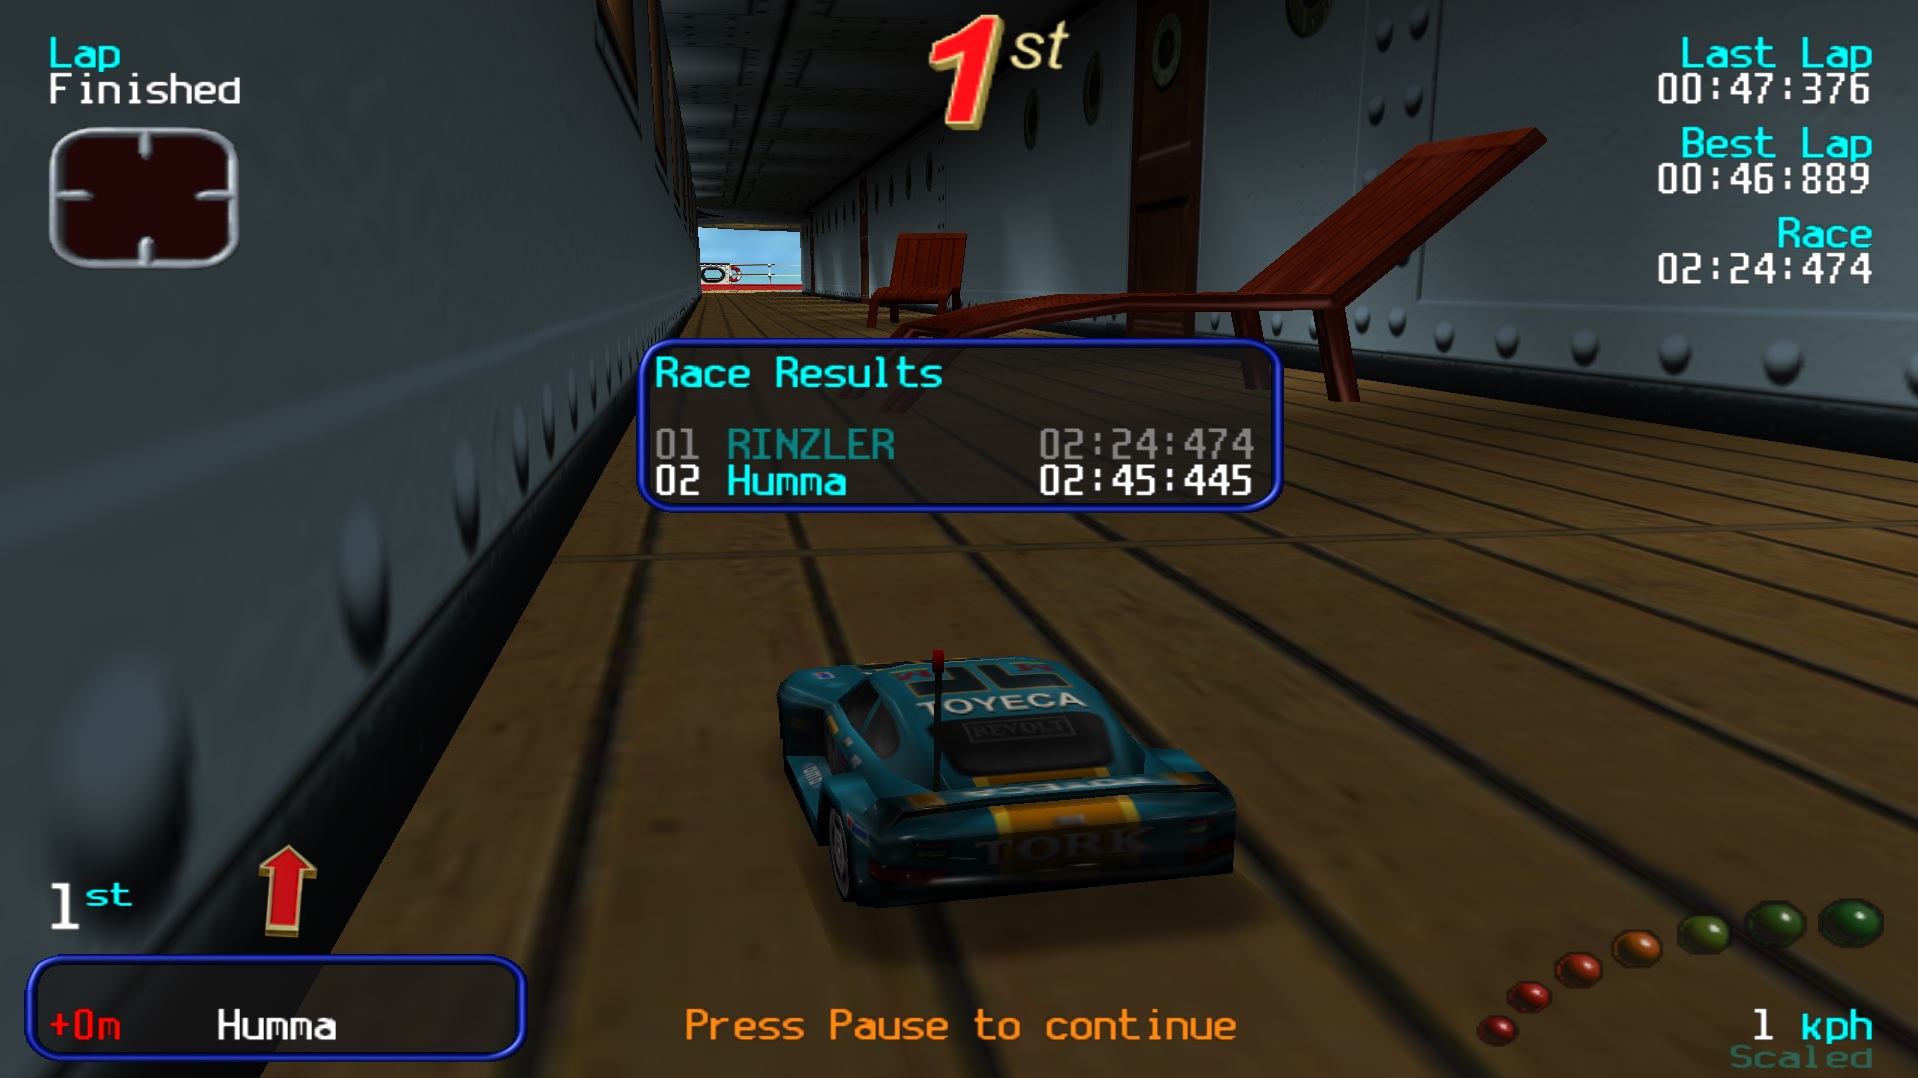 Lap
Finished
1st
Last Lap
00:47:376
Best Lap
00:46:889
Race
02:24:474
Race Results
01 RINZLER 02:24:474
02 Humma 02:45:445
TOYECA
REVOLT
TORK
1st
+0m Humma
Press Pause to continue
1 kph
Scaled